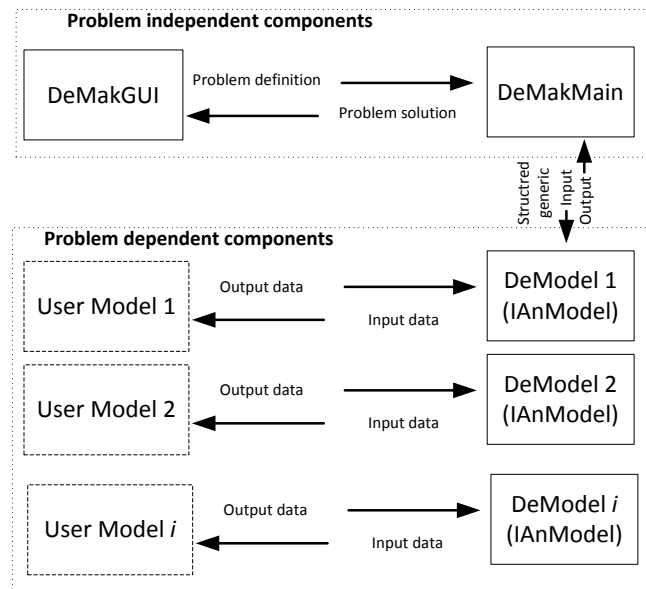 Problem independent components
DeMakGUI
Problem definition
Problem solution
DeMakMain
Structred
generic
Input
Output
Problem dependent components
User Model 1
Output data
Input data
DeModel 1
(IAnModel)
User Model 2
Output data
Input data
DeModel 2
(IAnModel)
User Model i
Output data
Input data
DeModel i
(IAnModel)